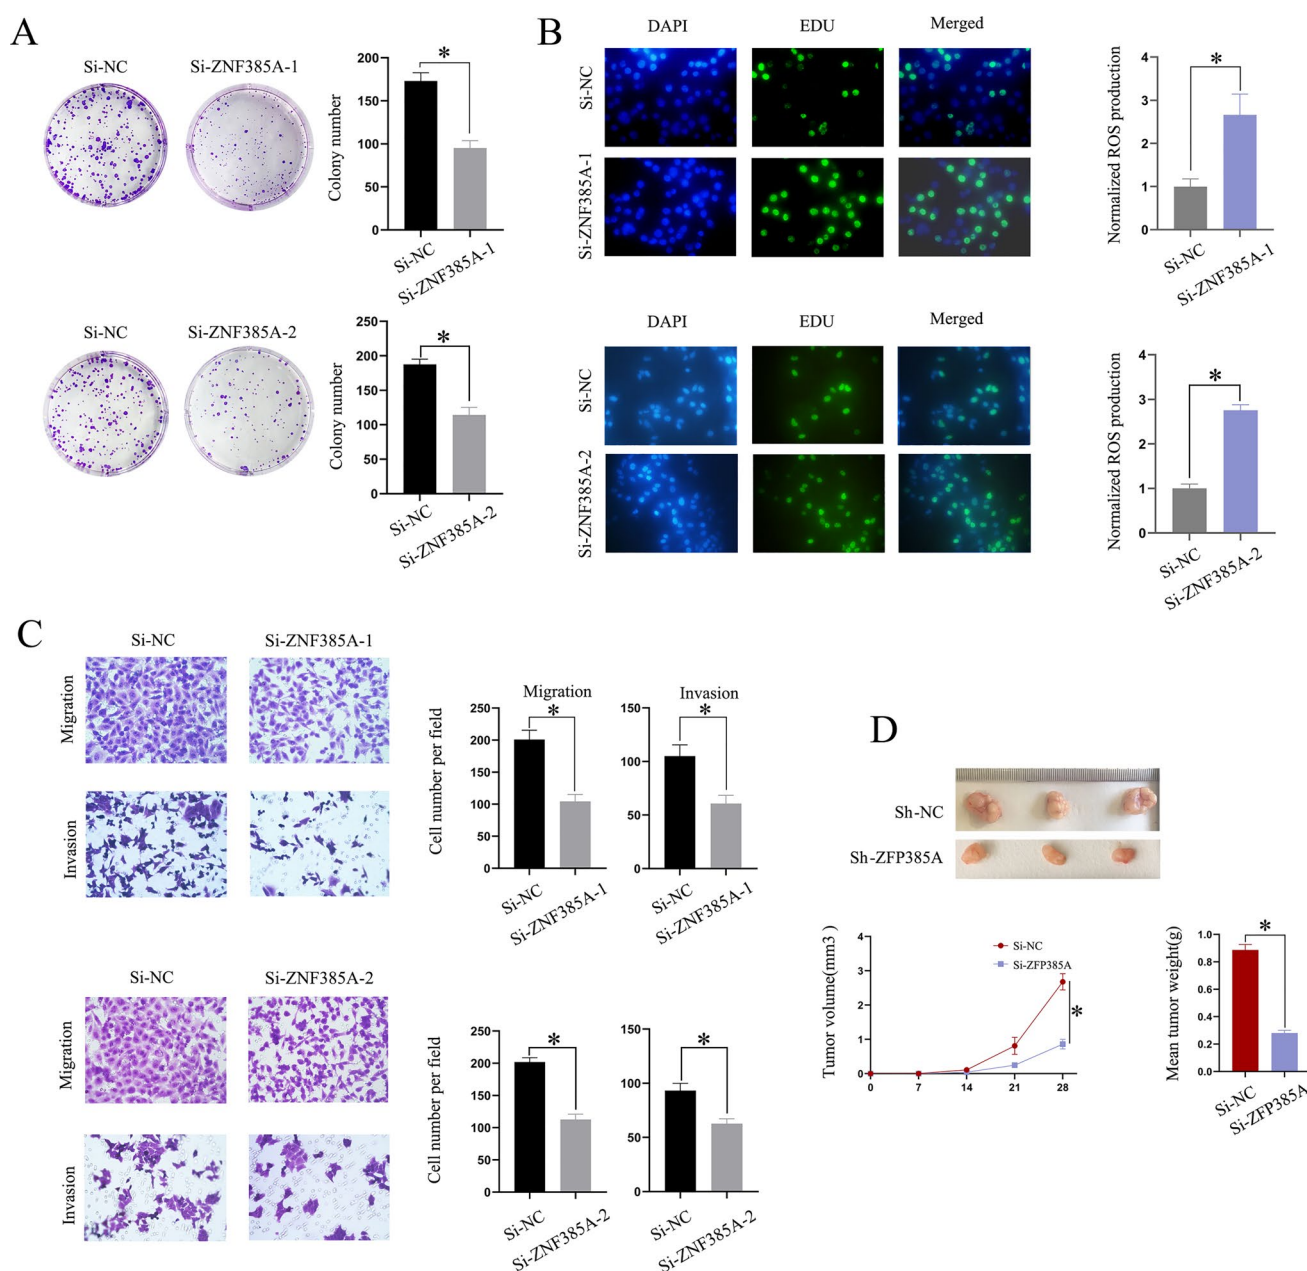 A
Si-NC
Si-ZNF385A-1
Colony number
200
150
100
50
0
*
Si-NC
Si-ZNF385A-1
Si-NC
Si-ZNF385A-2
Colony number
250
200
150
100
50
0
*
Si-NC
Si-ZNF385A-2
B
DAPI
EDU
Merged
Si-NC
Si-ZNF385A-1
Normalized ROS production
4
3
2
1
0
*
Si-NC
Si-ZNF385A-1
DAPI
EDU
Merged
Si-NC
Si-ZNF385A-2
Normalized ROS production
4
3
2
1
0
*
Si-NC
Si-ZNF385A-2
C
Si-NC
Si-ZNF385A-1
Migration
Invasion
Cell number per field
Migration
250
200
150
100
50
0
*
Si-NC
Si-ZNF385A-1
Invasion
150
100
50
0
*
Si-NC
Si-ZNF385A-1
Si-NC
Si-ZNF385A-2
Migration
Invasion
Cell number per field
250
200
150
100
50
0
*
Si-NC
Si-ZNF385A-2
150
100
50
0
*
Si-NC
Si-ZNF385A-2
D
Sh-NC
Sh-ZFP385A
Tumor volume(mm3 )
4
3
2
1
0
0
7
14
21
28
Si-NC
Si-ZFP385A
*
Mean tumor weight(g)
1.0
0.8
0.6
0.4
0.2
0.0
*
Si-NC
Si-ZFP385A